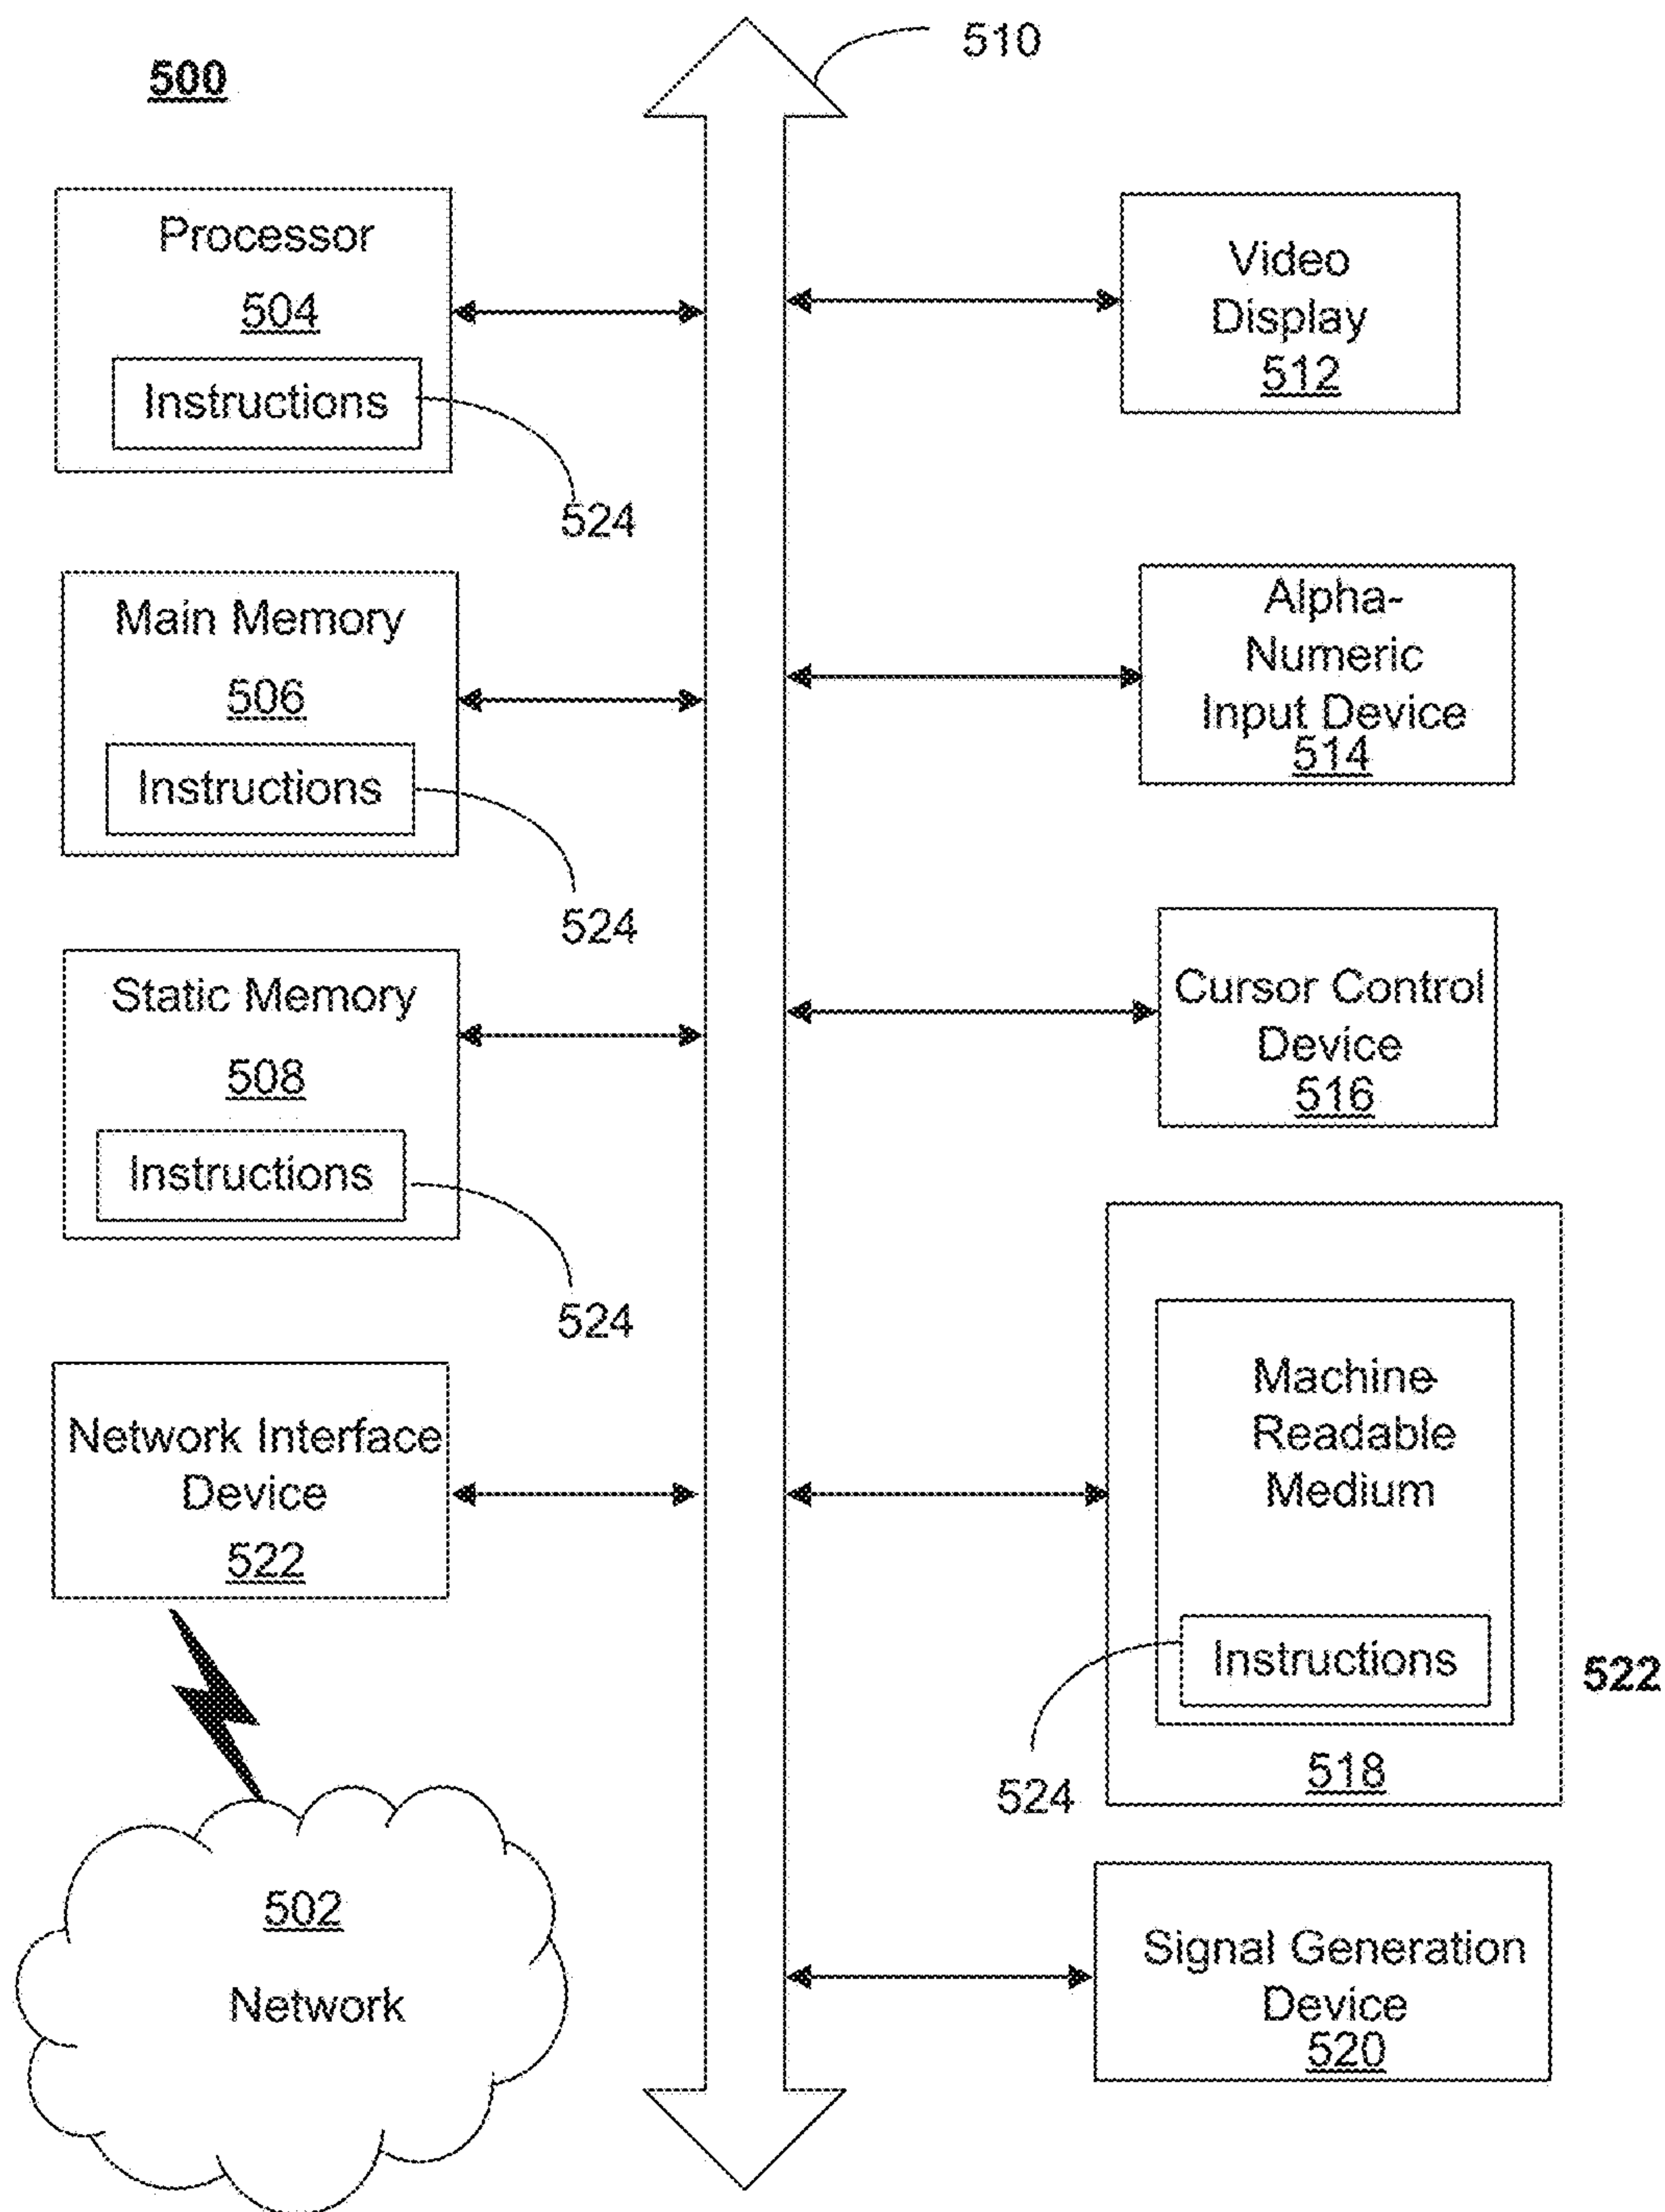 510
500
Processor
504
Instructions
524
Main Memory
506
Instructions
524
Static Memory
508
Instructions
524
Network Interface
Device
522
502
Network
Video
Display
512
Alpha-
Numeric
Input Device
514
Cursor Control
Device
516
Machine-
Readable
Medium
Instructions
522
524
518
Signal Generation
Device
520